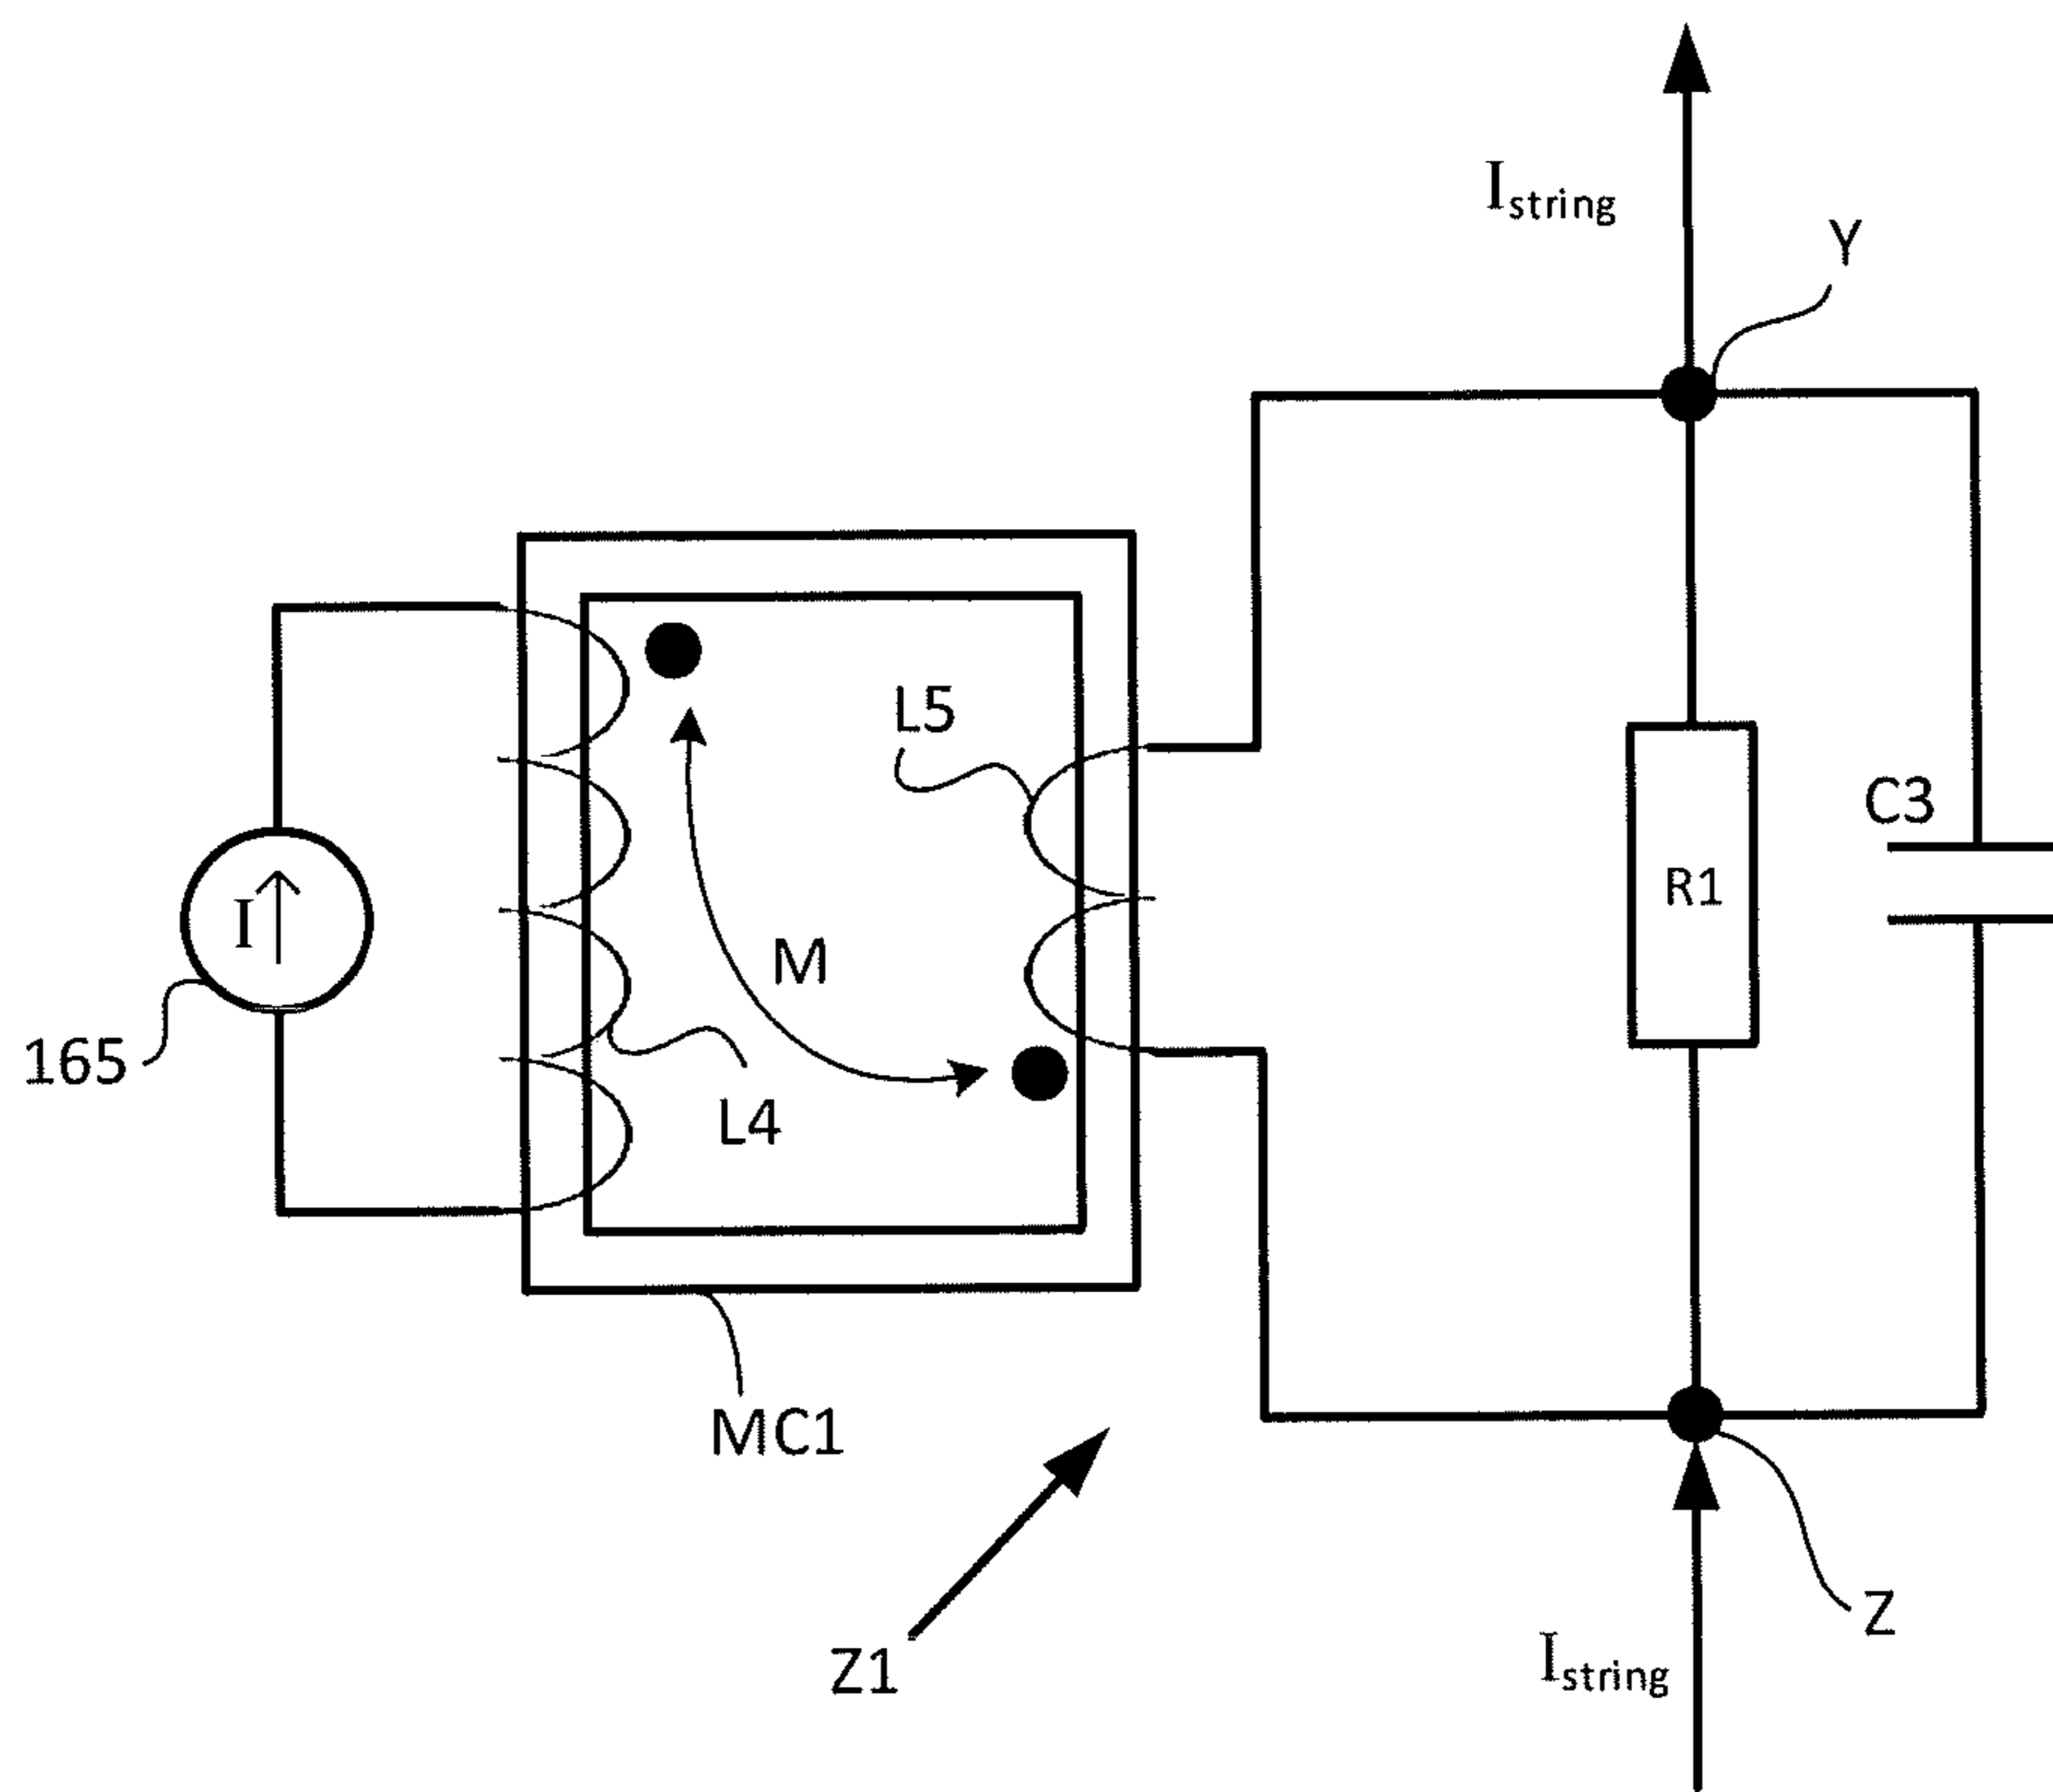 I_string
Y
L5
C3
R1
I
M
165
L4
MC1
Z
Z1
I_string